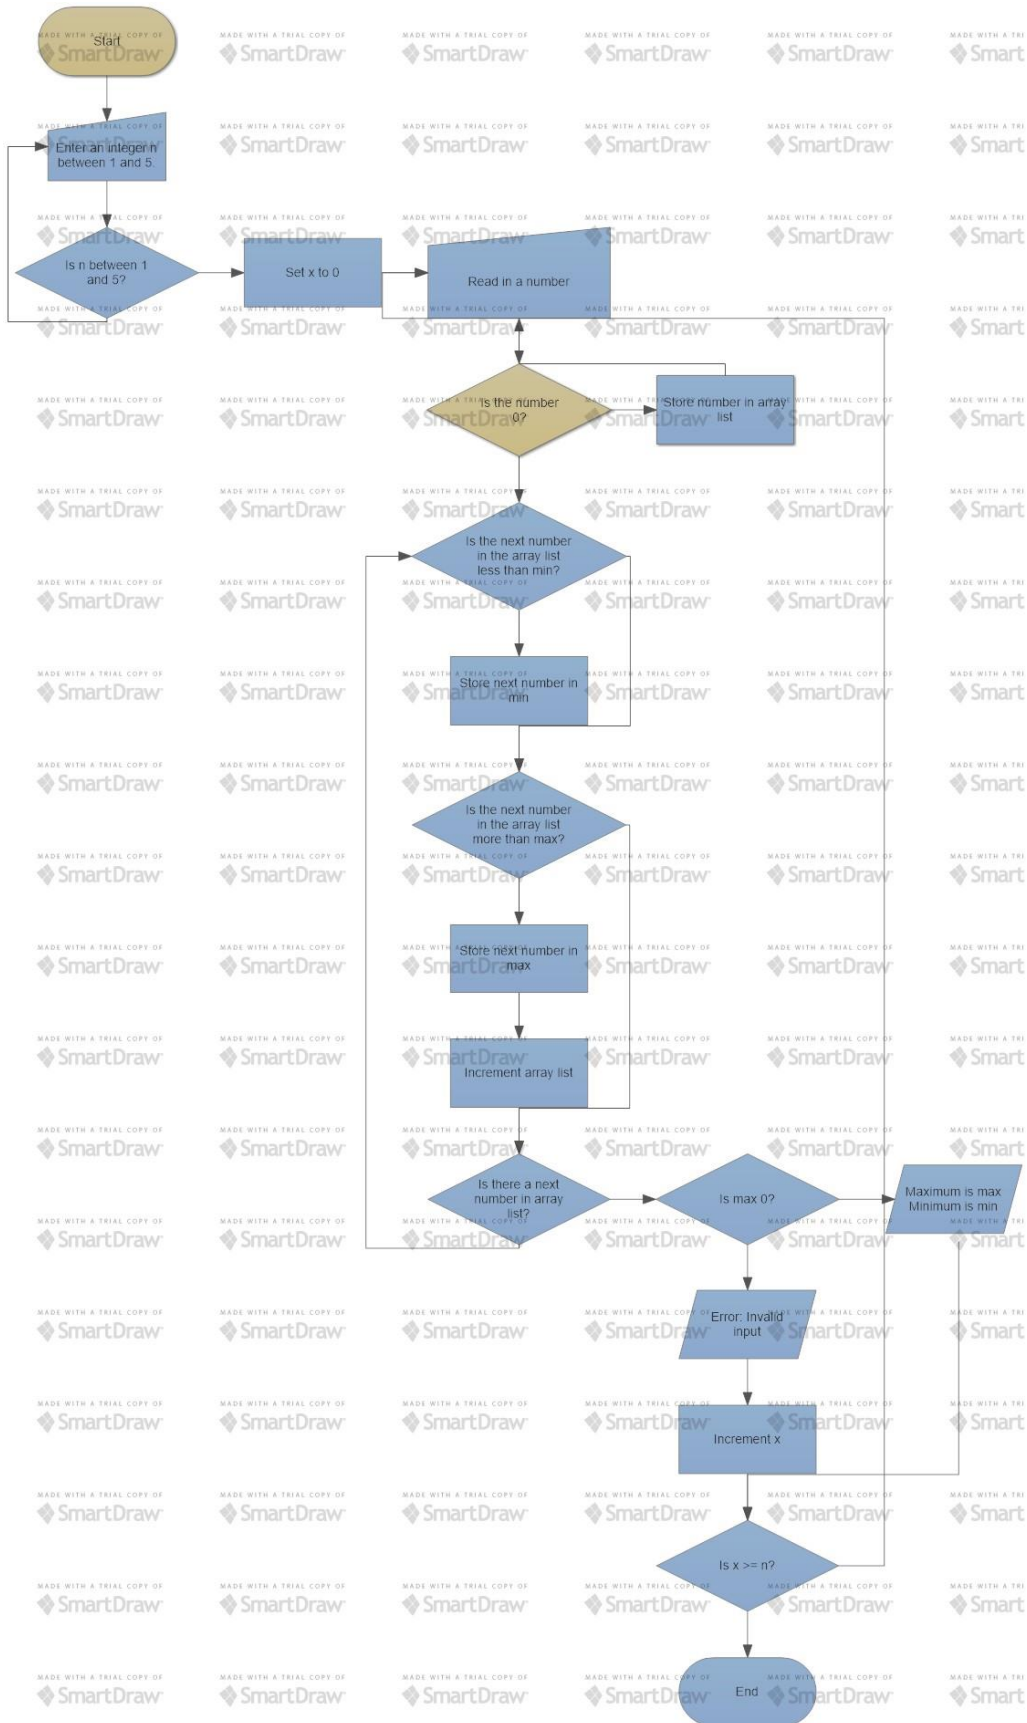 MADE WITH A TRIAL COPY OF
SmartDraw
Start
Enter an integer n
between 1 and 5.
Is n between 1
and 5?
Set x to 0
Read in a number
Is the number
0?
Store number in array
list
Is the next number
in the array list
less than min?
Store next number in
min
Is the next number
in the array list
more than max?
Store next number in
max
Increment array list
Is there a next
number in array
list?
Is max 0?
Maximum is max
Minimum is min
Error: Invalid
input
Increment x
Is x >= n?
End